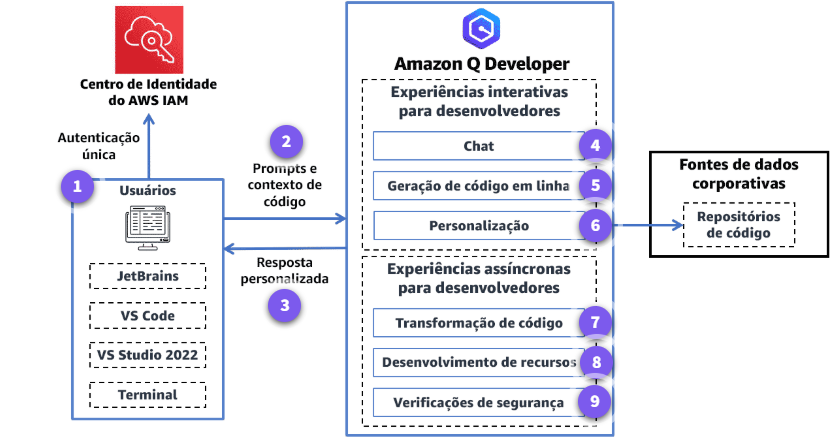 Centro de Identidade
do AWS IAM
Autenticação
única
1
Usuários
JetBrains
VS Code
VS Studio 2022
Terminal
2
Prompts e
contexto de
código
Resposta
personalizada
3
Amazon Q Developer
Experiências interativas
para desenvolvedores
Chat
4
Geração de código em linha
5
Personalização
6
Experiências assíncronas
para desenvolvedores
Transformação de código
7
Desenvolvimento de recursos
8
Verificações de segurança
9
Fontes de dados
corporativas
Repositórios
de código